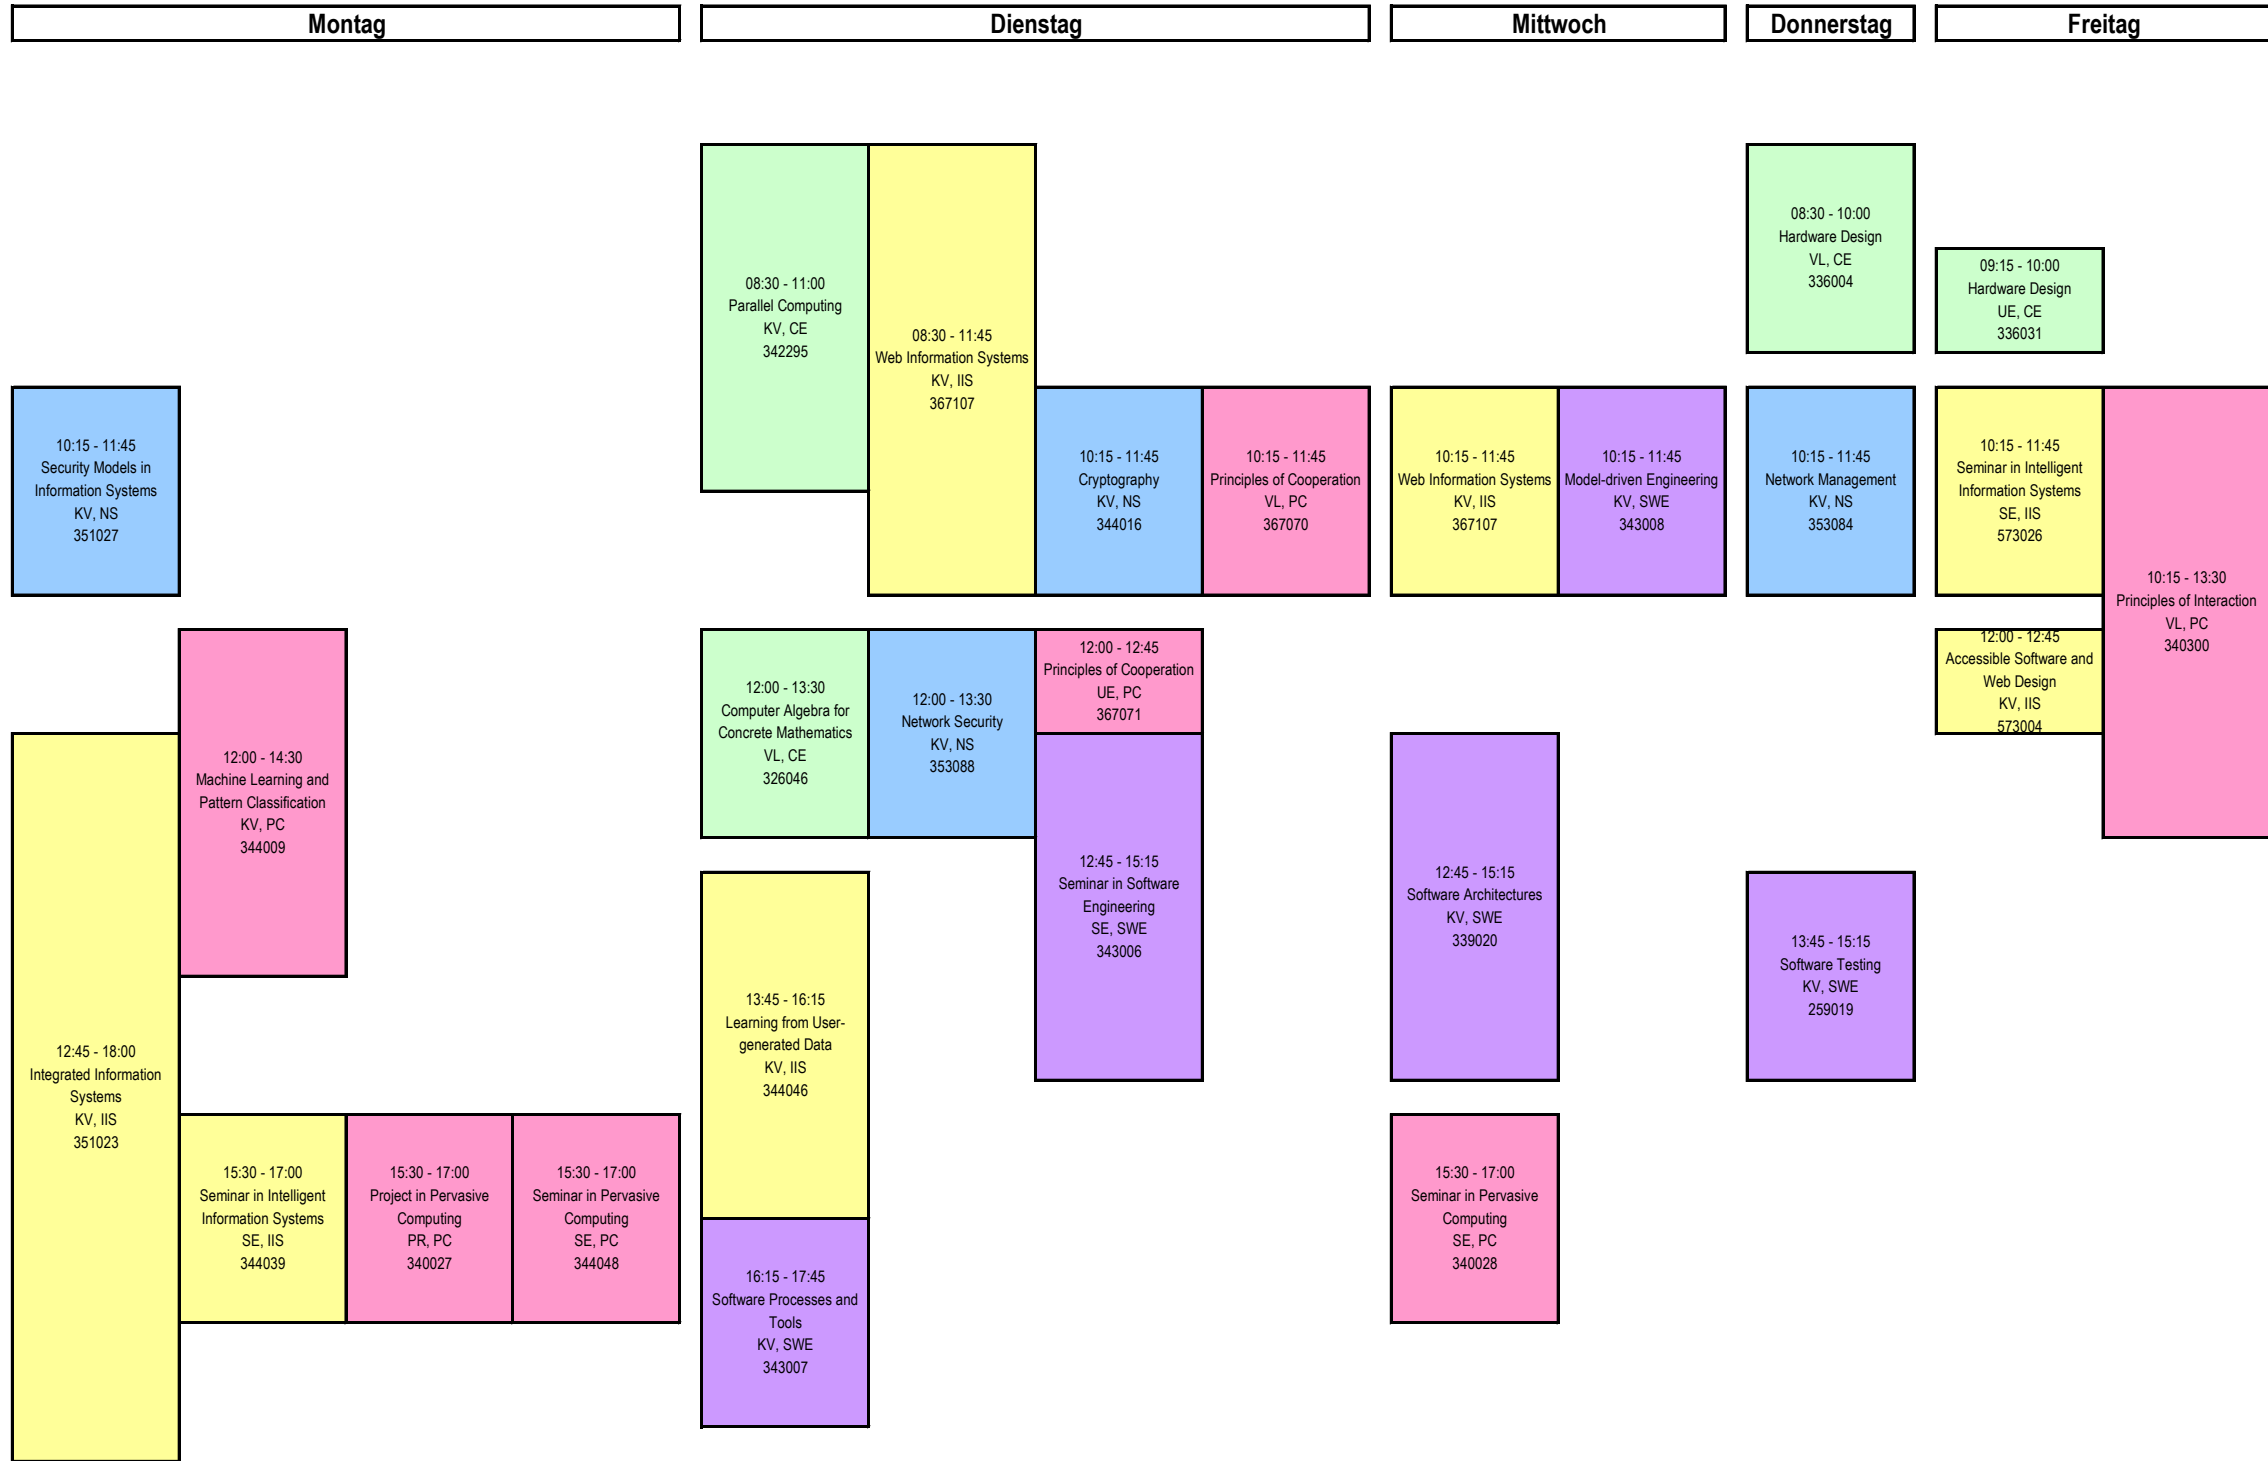 Montag
Dienstag
Mittwoch
Donnerstag
Freitag
10:15 - 11:45
Security Models in
Information Systems
KV, NS
351027
12:45 - 18:00
Integrated Information
Systems
KV, IIS
351023
12:00 - 14:30
Machine Learning and
Pattern Classification
KV, PC
344009
15:30 - 17:00
Seminar in Intelligent
Information Systems
SE, IIS
344039
15:30 - 17:00
Project in Pervasive
Computing
PR, PC
340027
15:30 - 17:00
Seminar in Pervasive
Computing
SE, PC
344048
08:30 - 11:00
Parallel Computing
KV, CE
342295
08:30 - 11:45
Web Information Systems
KV, IIS
367107
10:15 - 11:45
Cryptography
KV, NS
344016
10:15 - 11:45
Principles of Cooperation
VL, PC
367070
12:00 - 13:30
Computer Algebra for
Concrete Mathematics
VL, CE
326046
12:00 - 13:30
Network Security
KV, NS
353088
12:00 - 12:45
Principles of Cooperation
UE, PC
367071
12:45 - 15:15
Seminar in Software
Engineering
SE, SWE
343006
13:45 - 16:15
Learning from User-
generated Data
KV, IIS
344046
16:15 - 17:45
Software Processes and
Tools
KV, SWE
343007
10:15 - 11:45
Web Information Systems
KV, IIS
367107
10:15 - 11:45
Model-driven Engineering
KV, SWE
343008
12:45 - 15:15
Software Architectures
KV, SWE
339020
15:30 - 17:00
Seminar in Pervasive
Computing
SE, PC
340028
08:30 - 10:00
Hardware Design
VL, CE
336004
10:15 - 11:45
Network Management
KV, NS
353084
13:45 - 15:15
Software Testing
KV, SWE
259019
09:15 - 10:00
Hardware Design
UE, CE
336031
10:15 - 11:45
Seminar in Intelligent
Information Systems
SE, IIS
573026
12:00 - 12:45
Accessible Software and
Web Design
KV, IIS
573004
10:15 - 13:30
Principles of Interaction
VL, PC
340300